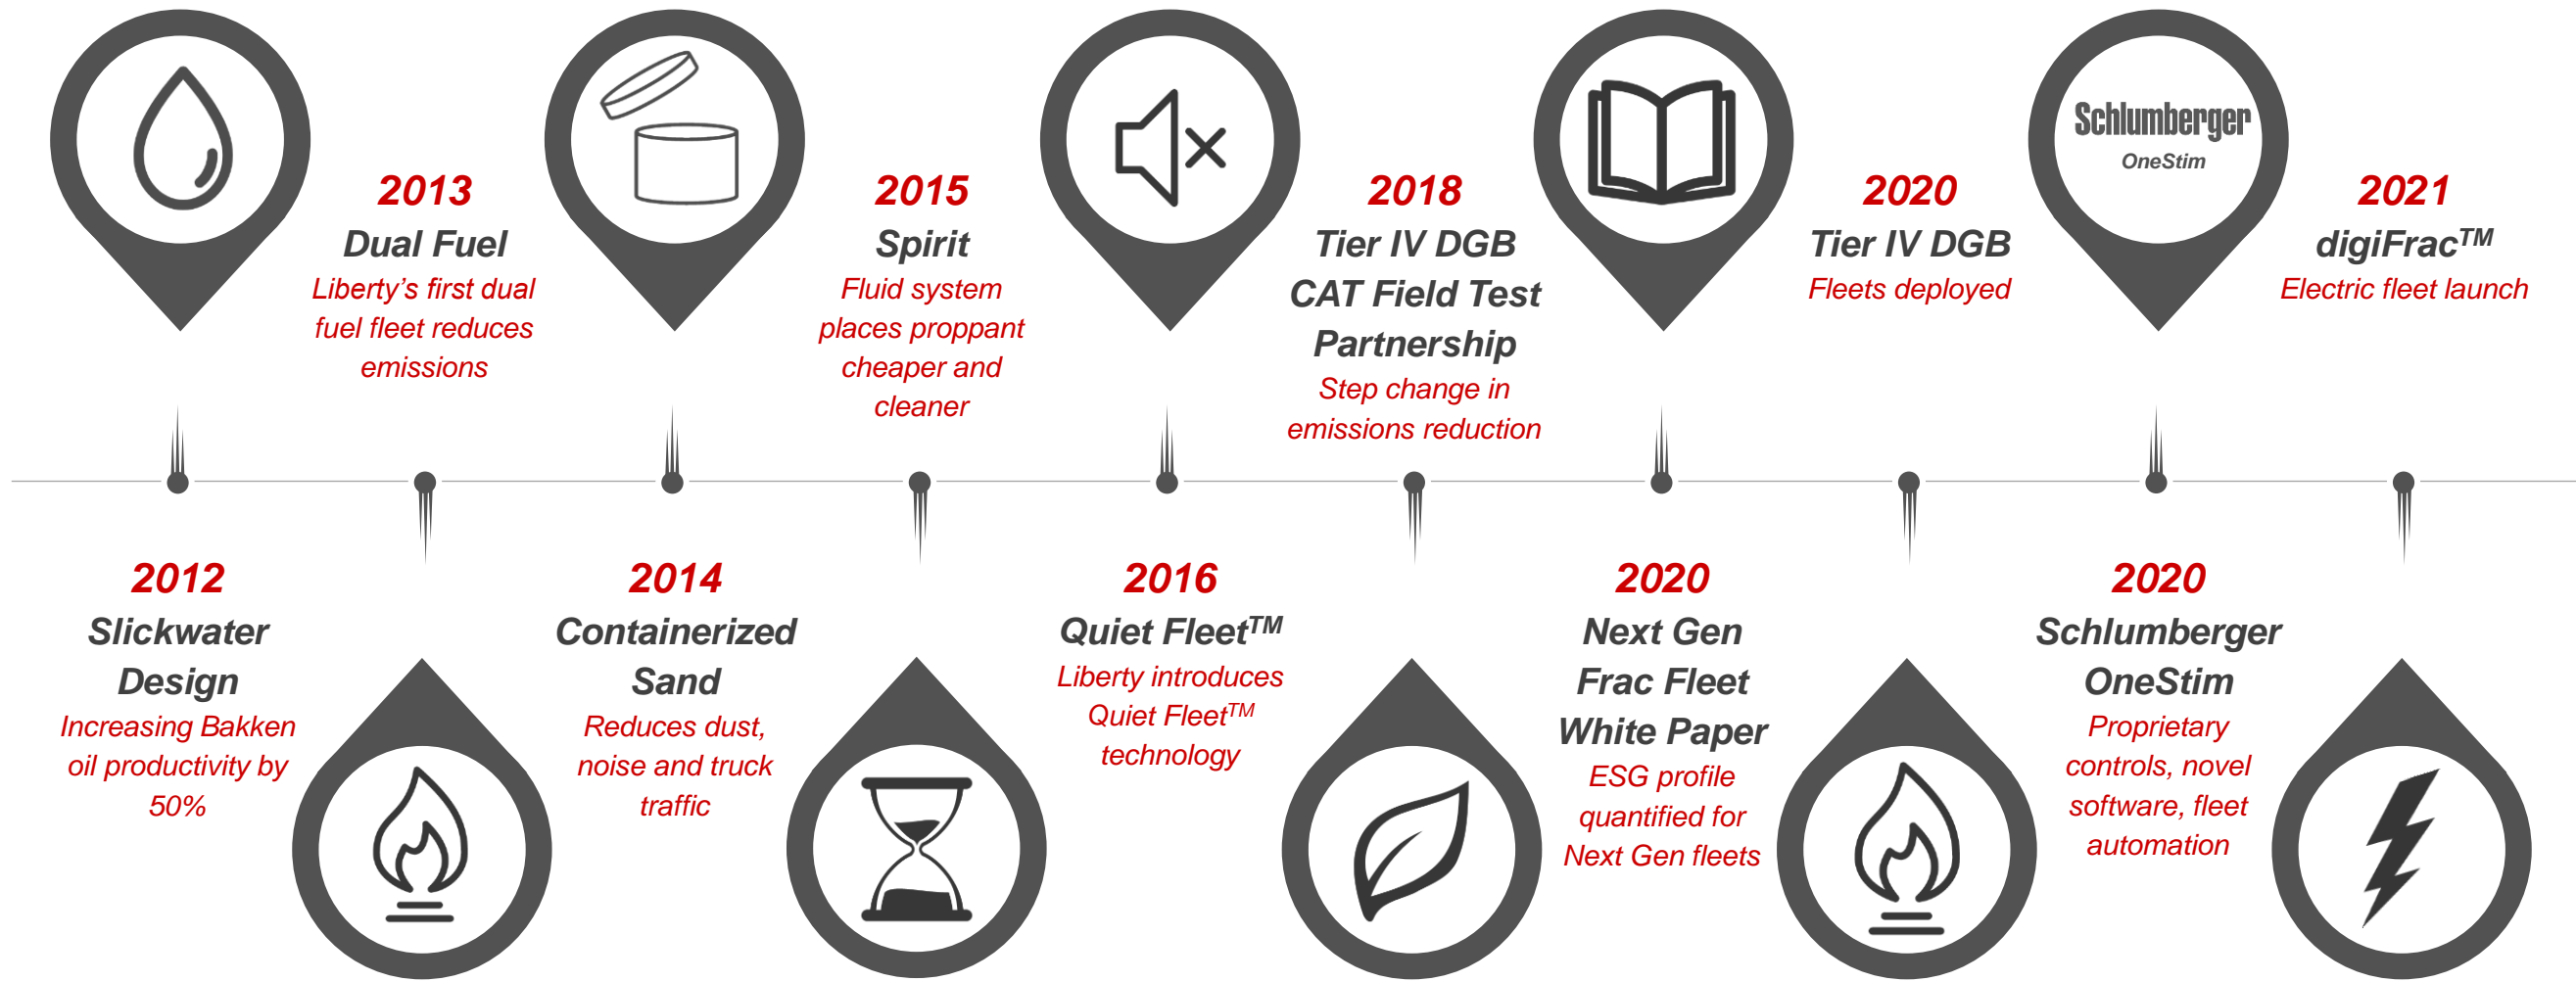 2012
Slickwater
Design
Increasing Bakken
oil productivity by
50%
2013
Dual Fuel
Liberty’s first dual
fuel fleet reduces
emissions
2014
Containerized
Sand
Reduces dust,
noise and truck
traffic
2015
Spirit
Fluid system
places proppant
cheaper and
cleaner
2016
Quiet Fleet™
Liberty introduces
Quiet Fleet™
technology
2018
Tier IV DGB
CAT Field Test
Partnership
Step change in
emissions reduction
2020
Next Gen
Frac Fleet
White Paper
ESG profile
quantified for
Next Gen fleets
2020
Tier IV DGB
Fleets deployed
Schlumberger
OneStim
2020
Schlumberger
OneStim
Proprietary
controls, novel
software, fleet
automation
2021
digiFrac™
Electric fleet launch